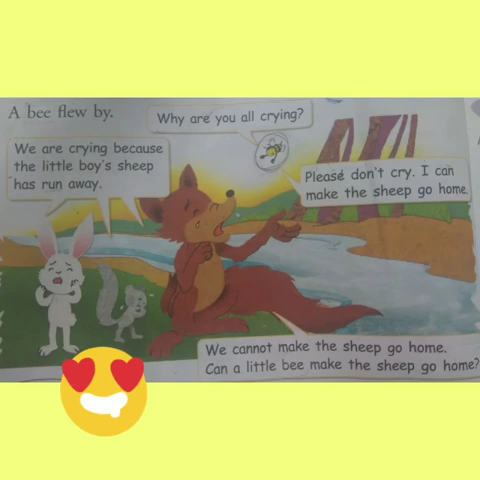 A bee flew by.
Why are you all crying?
We are crying because
the little boy's sheep
has run away.
Please don't cry. I can
make the sheep go home.
We cannot make the sheep go home.
Can a little bee make the sheep go home?